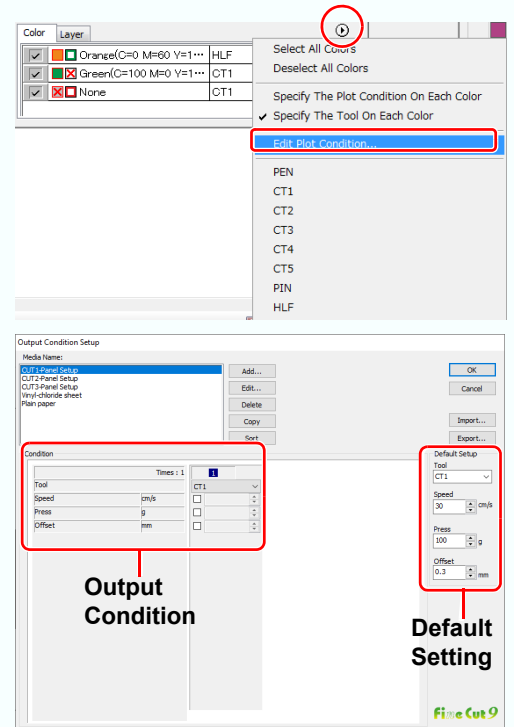 Color Layer
Orange(C=0 M=60 Y=1··· HLF
Green(C=100 M=0 Y=1··· CT1
None CT1
Select All Colors
Deselect All Colors
Specify The Plot Condition On Each Color
✓ Specify The Tool On Each Color
Edit Plot Condition...
PEN
CT1
CT2
CT3
CT4
CT5
PIN
HLF
Output Condition Setup
Media Name:
CUT1-Panel Setup
CUT2-Panel Setup
CUT3-Panel Setup
Vinyl-chloride sheet
Plain paper
Add...
Edit...
Delete
Copy
Sort
OK
Cancel
Import...
Export...
Condition
Times : 1 1
Tool CT1
Speed cm/s
Press g
Offset mm
Default Setup
Tool
CT1
Speed
30 cm/s
Press
100 g
Offset
0.3 mm
Output
Condition
Default
Setting
Fine Cut 9